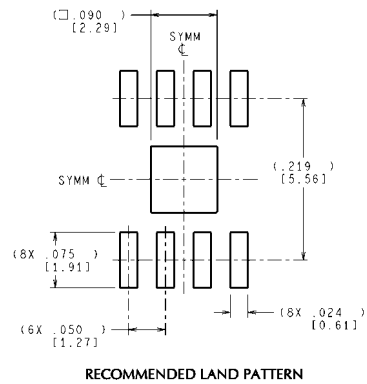 (□ .090 )
[2.29]
SYMM
℄
(.219 )
[5.56]
SYMM ℄
(8X .075 )
[1.91]
(8X .024 )
[0.61]
(6X .050 )
[1.27]
RECOMMENDED LAND PATTERN